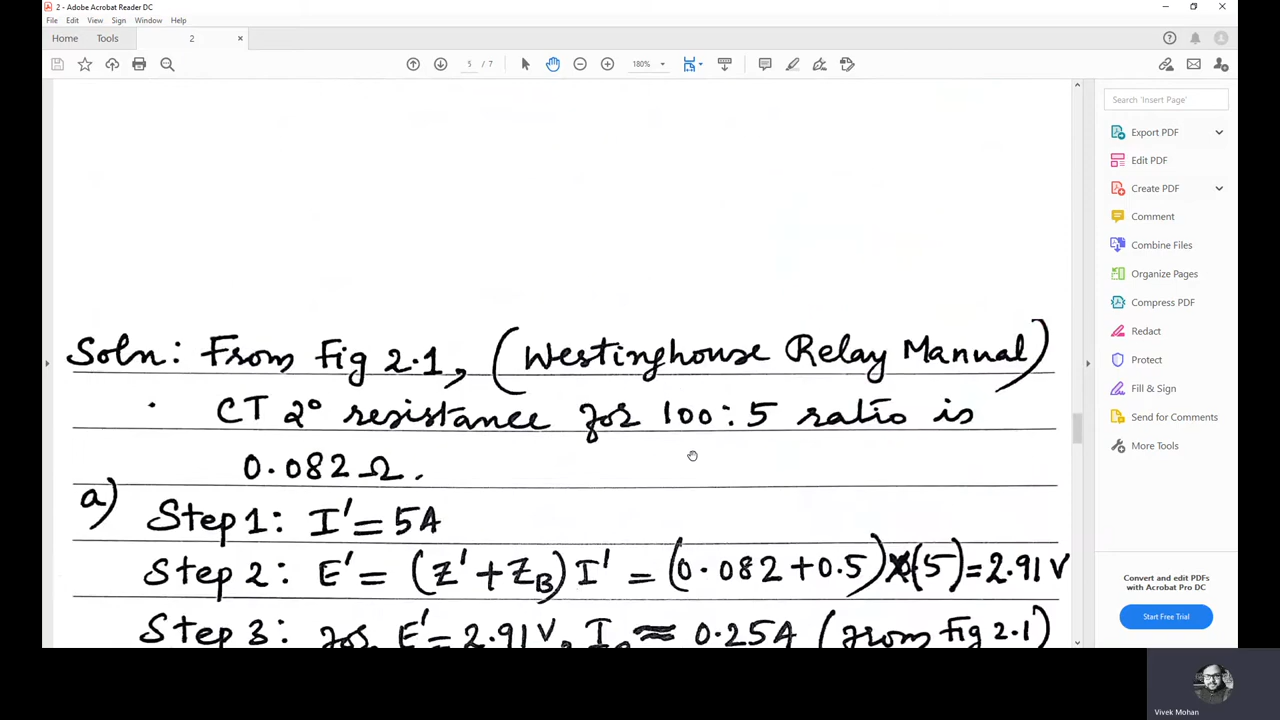 2 - Adobe Acrobat Reader DC
File Edit View Sign Window Help
Home Tools 2 ×
5 / 7 180%
Search 'Insert Page'
Export PDF
Edit PDF
Create PDF
Comment
Combine Files
Organize Pages
Compress PDF
Redact
Protect
Fill & Sign
Send for Comments
More Tools
Convert and edit PDFs
with Acrobat Pro DC
Start Free Trial
Soln: From Fig 2.1, (Westinghouse Relay Manual)
· CT 2° resistance for 100:5 ratio is
0.082 Ω.
a) Step 1: I' = 5A
Step 2: E' = (Z' + Z_B) I' = (0.082 + 0.5) × (5) = 2.91 V
Step 3: for E' = 2.91 V, I_e ≈ 0.25A (from fig 2.1)
Vivek Mohan